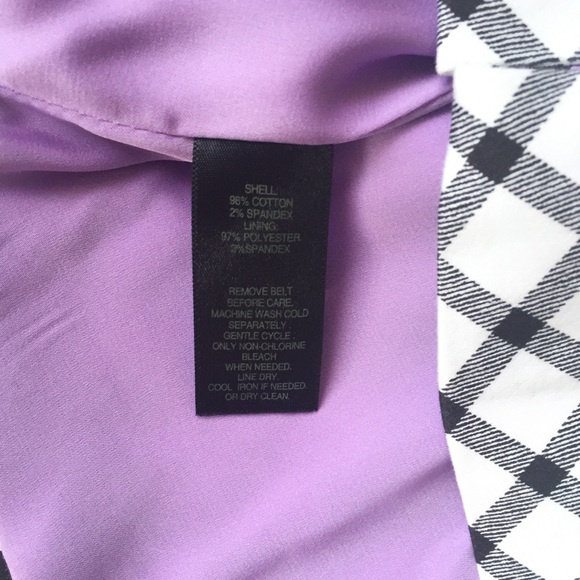 SHELL:
98% COTTON
2% SPANDEX
LINING:
97% POLYESTER
3%SPANDEX
REMOVE BELT
BEFORE CARE.
MACHINE WASH COLD
SEPARATELY .
GENTLE CYCLE .
ONLY NON-CHLORINE
BLEACH
WHEN NEEDED.
LINE DRY.
COOL IRON IF NEEDED
OR DRY CLEAN.